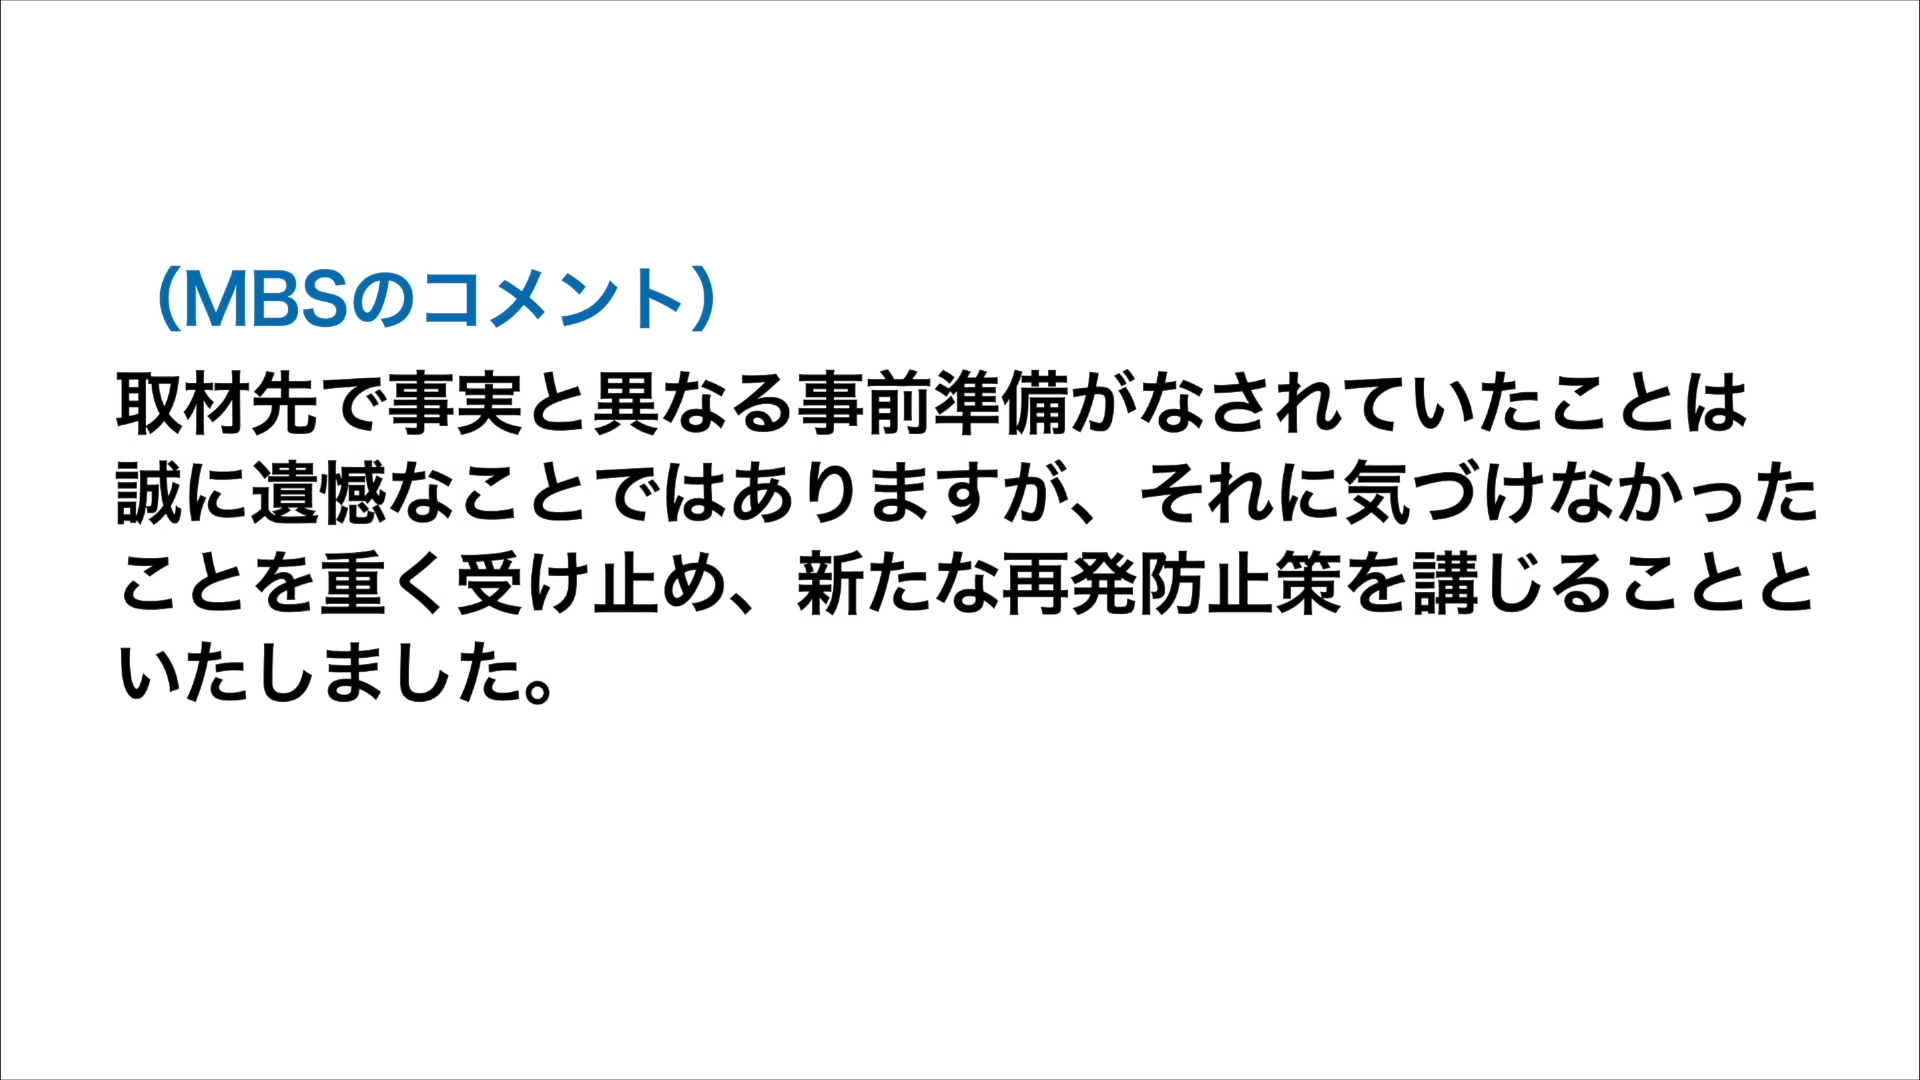 （MBSのコメント）
取材先で事実と異なる事前準備がなされていたことは
誠に遺憾なことではありますが、それに気づけなかった
ことを重く受け止め、新たな再発防止策を講じることと
いたしました。